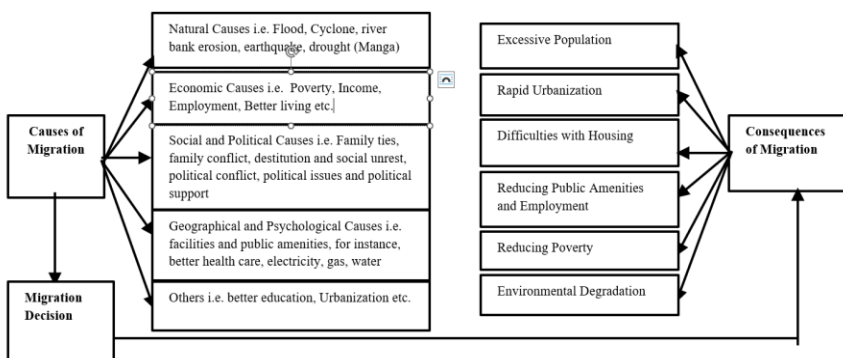 Natural Causes i.e. Flood, Cyclone, river
bank erosion, earthquake, drought (Manga)
Economic Causes i.e. Poverty, Income,
Employment, Better living etc.
Causes of
Migration
Social and Political Causes i.e. Family ties,
family conflict, destitution and social unrest,
political conflict, political issues and political
support
Geographical and Psychological Causes i.e.
facilities and public amenities, for instance,
better health care, electricity, gas, water
Others i.e. better education, Urbanization etc.
Migration
Decision
Excessive Population
Rapid Urbanization
Difficulties with Housing
Reducing Public Amenities
and Employment
Reducing Poverty
Environmental Degradation
Consequences
of Migration